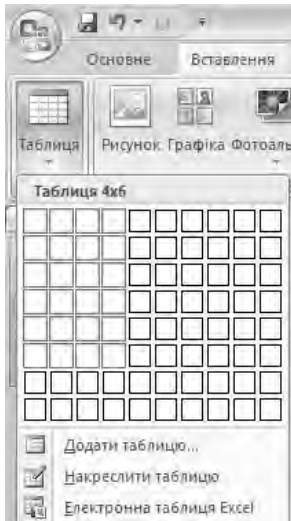 Основне Вставлення
Таблиця Рисунок Графіка Фотоаль
Таблиця 4x6
Додати таблицю...
Накреслити таблицю
Електронна таблиця Excel